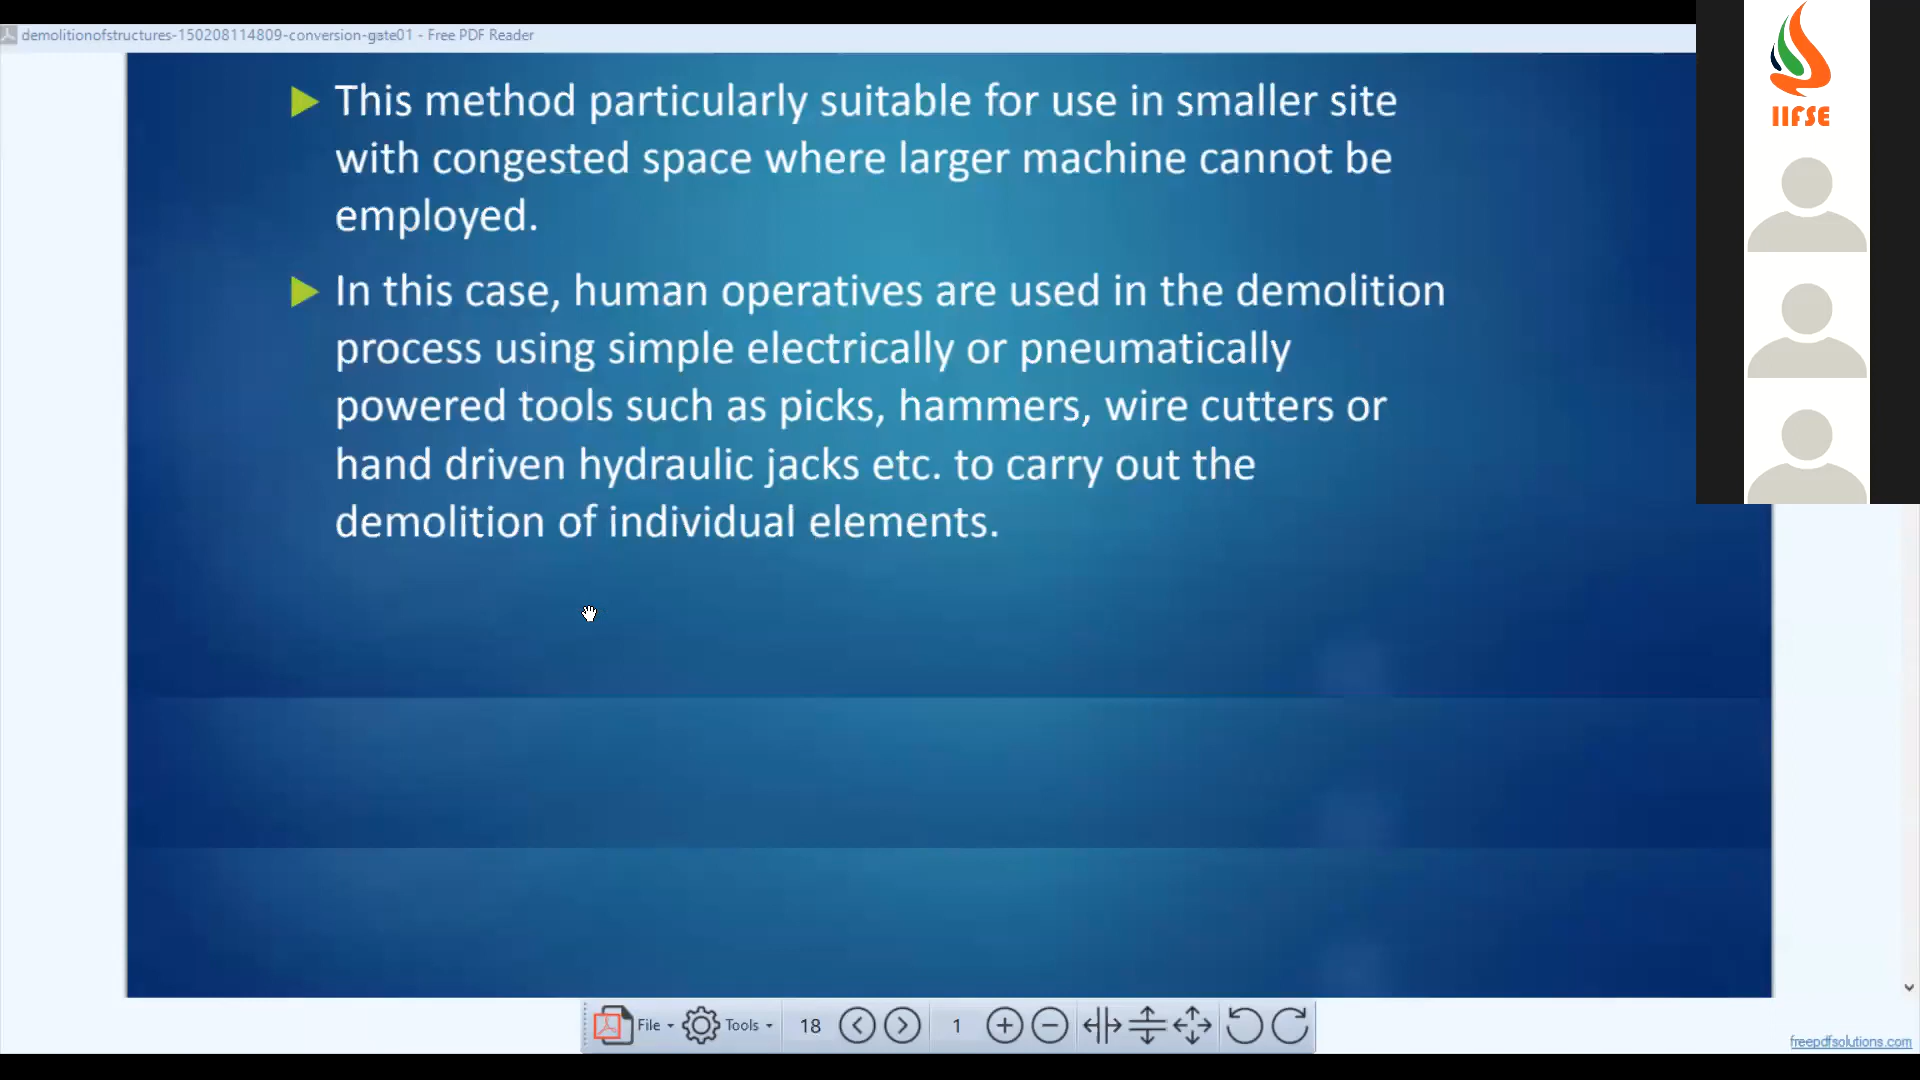 demolitionofstructures-150208114809-conversion-gate01 - Free PDF Reader
IIFSE
This method particularly suitable for use in smaller site
with congested space where larger machine cannot be
employed.
In this case, human operatives are used in the demolition
process using simple electrically or pneumatically
powered tools such as picks, hammers, wire cutters or
hand driven hydraulic jacks etc. to carry out the
demolition of individual elements.
File Tools 18 1
freepdfsolutions.com